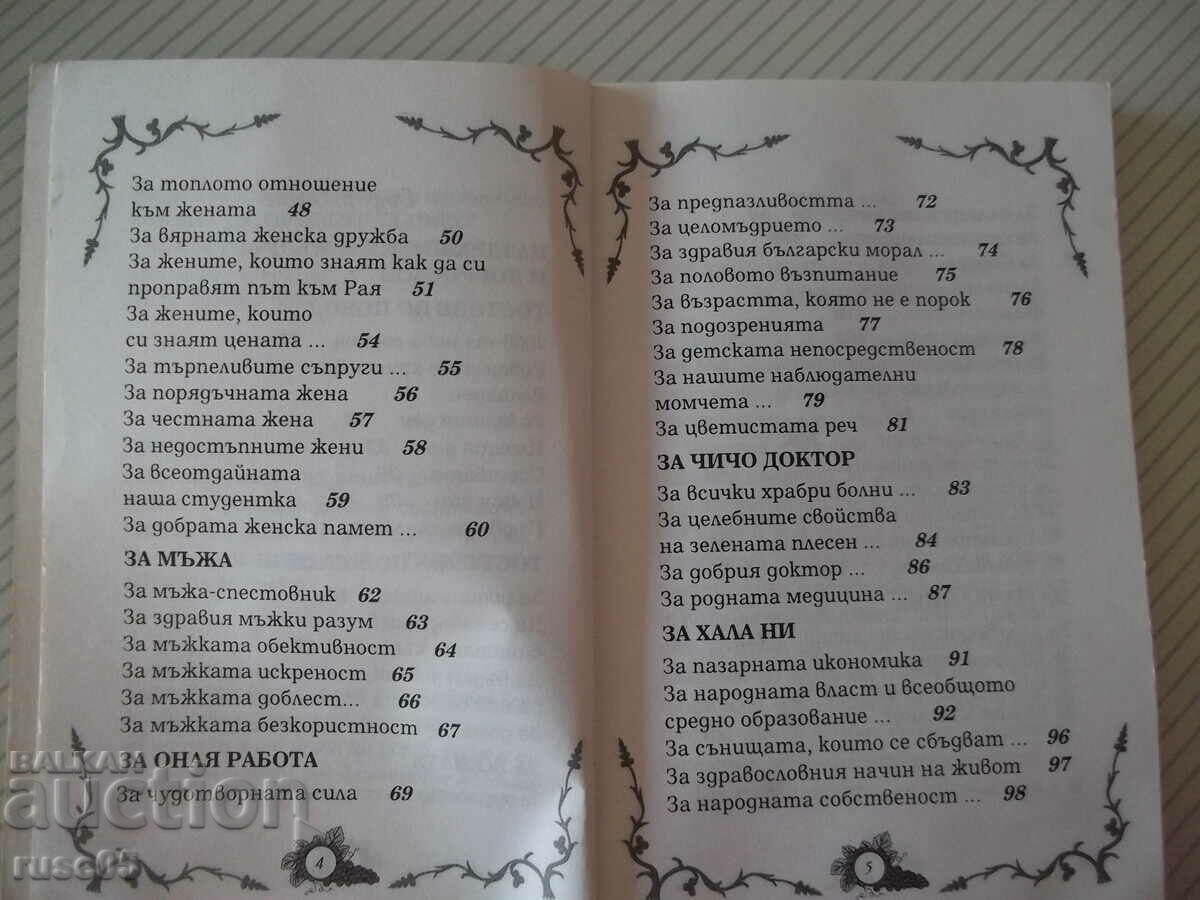 За топлото отношение
към жената 48
За вярната женска дружба 50
За жените, които знаят как да си
проправят път към Рая 51
За жените, които
си знаят цената ... 54
За търпеливите съпруги ... 55
За порядъчната жена 56
За честната жена 57
За недостъпните жени 58
За всеотдайната
наша студентка 59
За добрата женска памет ... 60
ЗА МЪЖА
За мъжа-спестовник 62
За здравия мъжки разум 63
За мъжката обективност 64
За мъжката искреност 65
За мъжката доблест... 66
За мъжката безкористност 67
ЗА ОНАЯ РАБОТА
За чудотворната сила 69
4
За предпазливостта ... 72
За целомъдрието ... 73
За здравия български морал ... 74
За половото възпитание 75
За възрастта, която не е порок 76
За подозренията 77
За детската непосредственост 78
За нашите наблюдателни
момчета ... 79
За цветистата реч 81
ЗА ЧИЧО ДОКТОР
За всички храбри болни ... 83
За целебните свойства
на зелената плесен ... 84
За добрия доктор ... 86
За родната медицина ... 87
ЗА ХАЛА НИ
За пазарната икономика 91
За народната власт и всеобщото
средно образование ... 92
За сънищата, които се сбъдват ... 96
За здравословния начин на живот 97
За народната собственост ... 98
5
БАЛКАН
auction
ruse85